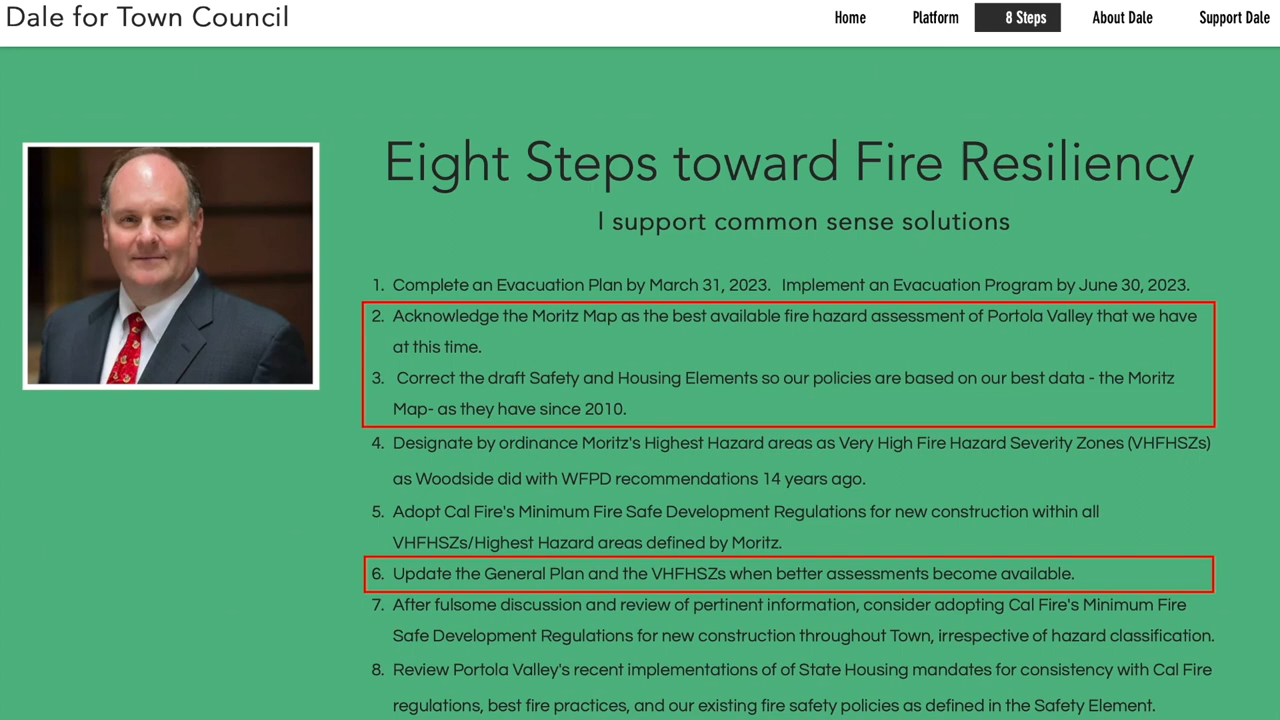 Dale for Town Council
Home Platform 8 Steps About Dale Support Dale
Eight Steps toward Fire Resiliency
I support common sense solutions
1. Complete an Evacuation Plan by March 31, 2023. Implement an Evacuation Program by June 30, 2023.
2. Acknowledge the Moritz Map as the best available fire hazard assessment of Portola Valley that we have
at this time.
3. Correct the draft Safety and Housing Elements so our policies are based on our best data - the Moritz
Map- as they have since 2010.
4. Designate by ordinance Moritz's Highest Hazard areas as Very High Fire Hazard Severity Zones (VHFHSZs)
as Woodside did with WFPD recommendations 14 years ago.
5. Adopt Cal Fire's Minimum Fire Safe Development Regulations for new construction within all
VHFHSZs/Highest Hazard areas defined by Moritz.
6. Update the General Plan and the VHFHSZs when better assessments become available.
7. After fulsome discussion and review of pertinent information, consider adopting Cal Fire's Minimum Fire
Safe Development Regulations for new construction throughout Town, irrespective of hazard classification.
8. Review Portola Valley's recent implementations of of State Housing mandates for consistency with Cal Fire
regulations, best fire practices, and our existing fire safety policies as defined in the Safety Element.